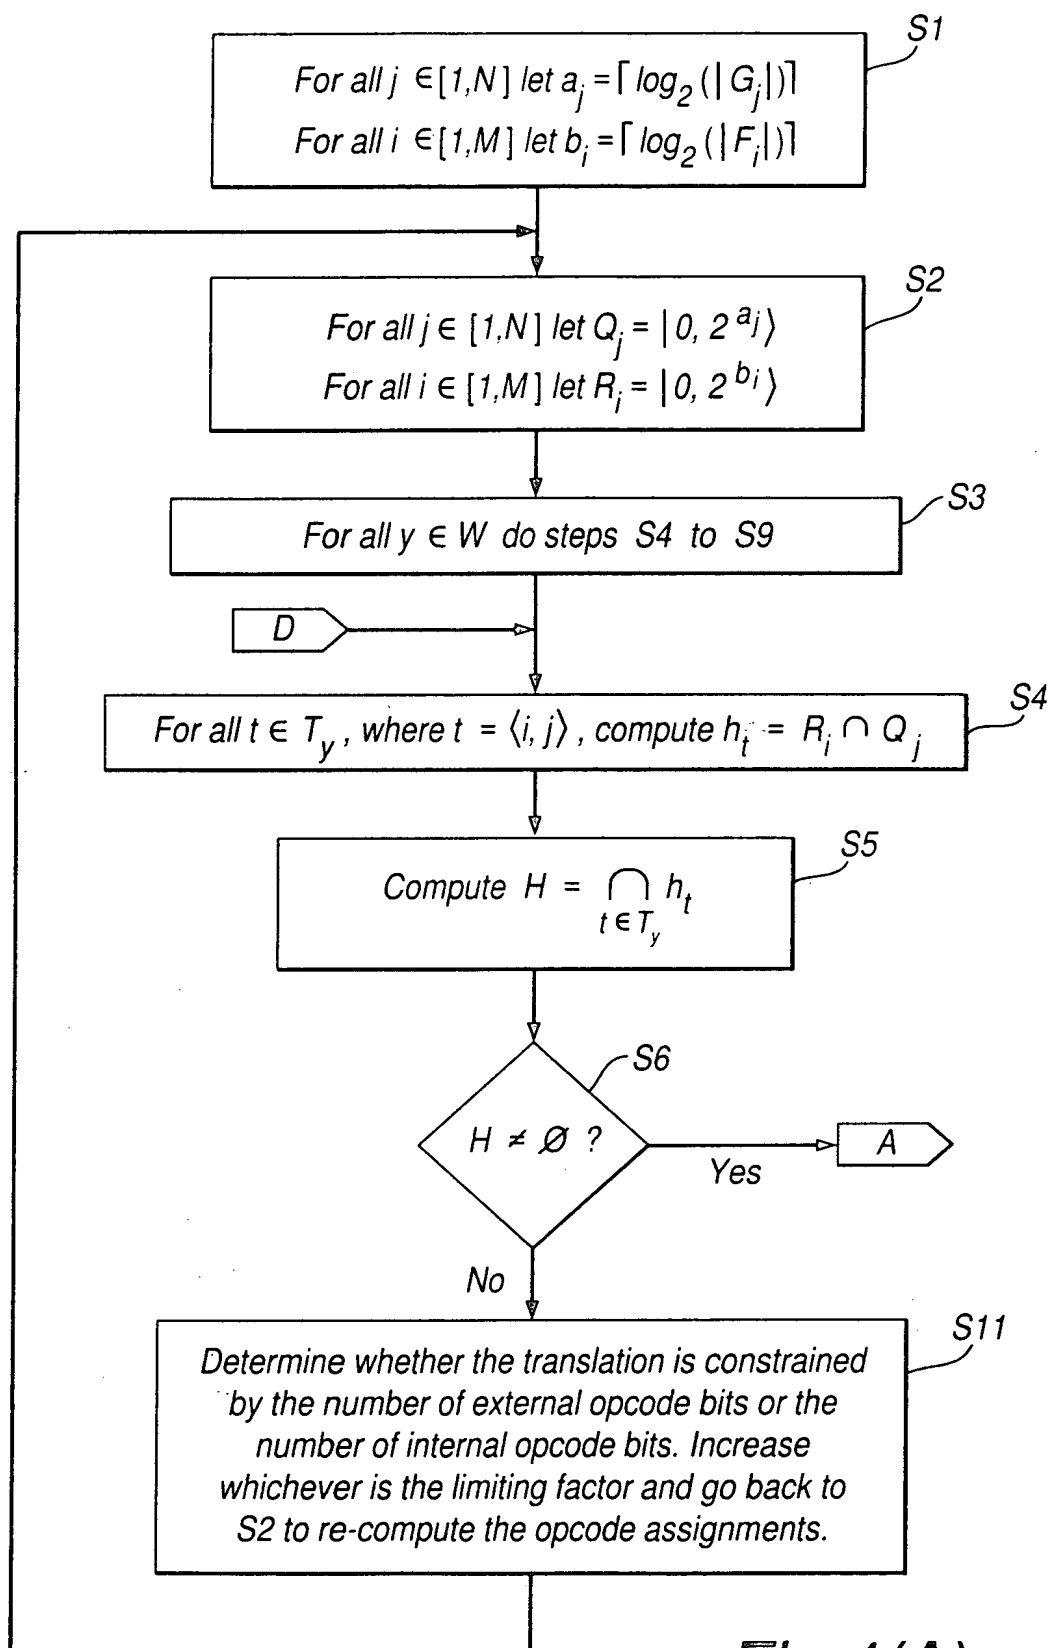 S1
For all j ∈[1,N] let a_j = ⌈ log_2 (| G_j |) ⌉
For all i ∈[1,M] let b_i = ⌈ log_2 (| F_i |) ⌉
S2
For all j ∈ [1,N] let Q_j = | 0, 2^{a_j} ⟩
For all i ∈ [1,M] let R_i = | 0, 2^{b_i} ⟩
S3
For all y ∈ W do steps S4 to S9
D
S4
For all t ∈ T_y, where t = ⟨i, j⟩, compute h_t = R_i ∩ Q_j
S5
Compute H = ∩ h_t
t ∈ T_y
S6
H ≠ Ø ?
A
Yes
No
S11
Determine whether the translation is constrained
by the number of external opcode bits or the
number of internal opcode bits. Increase
whichever is the limiting factor and go back to
S2 to re-compute the opcode assignments.